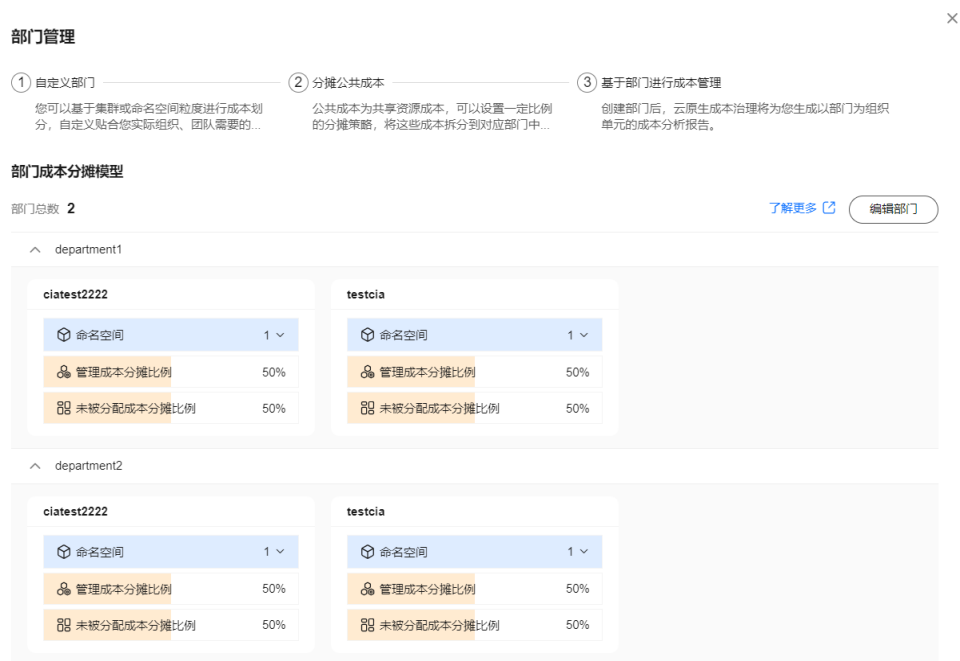 部门管理
1 自定义部门
您可以基于集群或命名空间粒度进行成本划
分，自定义贴合您实际组织、团队需要的...
2 分摊公共成本
公共成本为共享资源成本，可以设置一定比例
的分摊策略，将这些成本拆分到对应部门中...
3 基于部门进行成本管理
创建部门后，云原生成本治理将为您生成以部门为组织
单元的成本分析报告。
部门成本分摊模型
部门总数 2
了解更多
编辑部门
department1
ciatest2222
命名空间 1
管理成本分摊比例 50%
未被分配成本分摊比例 50%
testcia
命名空间 1
管理成本分摊比例 50%
未被分配成本分摊比例 50%
department2
ciatest2222
命名空间 1
管理成本分摊比例 50%
未被分配成本分摊比例 50%
testcia
命名空间 1
管理成本分摊比例 50%
未被分配成本分摊比例 50%